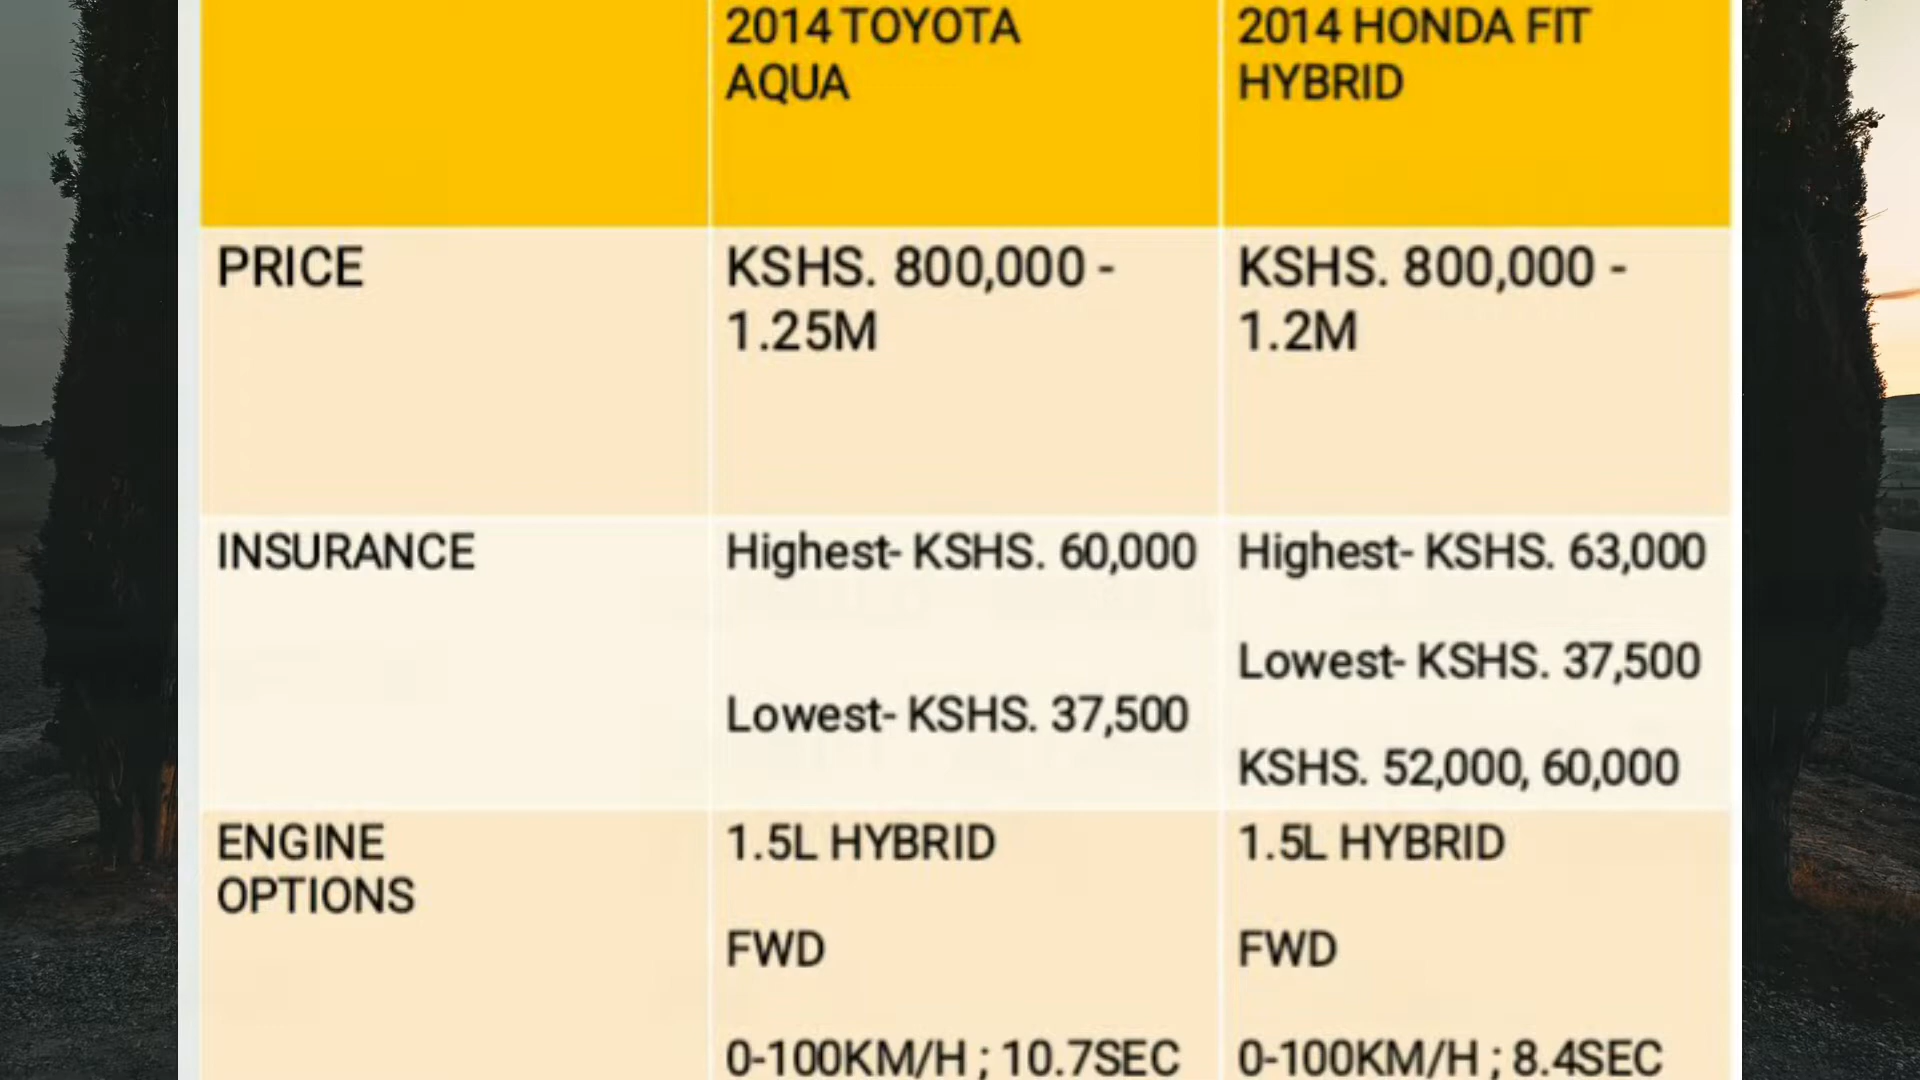 2014 TOYOTA
AQUA
2014 HONDA FIT
HYBRID
PRICE
KSHS. 800,000 -
1.25M
KSHS. 800,000 -
1.2M
INSURANCE
Highest- KSHS. 60,000
Lowest- KSHS. 37,500
Highest- KSHS. 63,000
Lowest- KSHS. 37,500
KSHS. 52,000, 60,000
ENGINE
OPTIONS
1.5L HYBRID
FWD
0-100KM/H ; 10.7SEC
1.5L HYBRID
FWD
0-100KM/H ; 8.4SEC